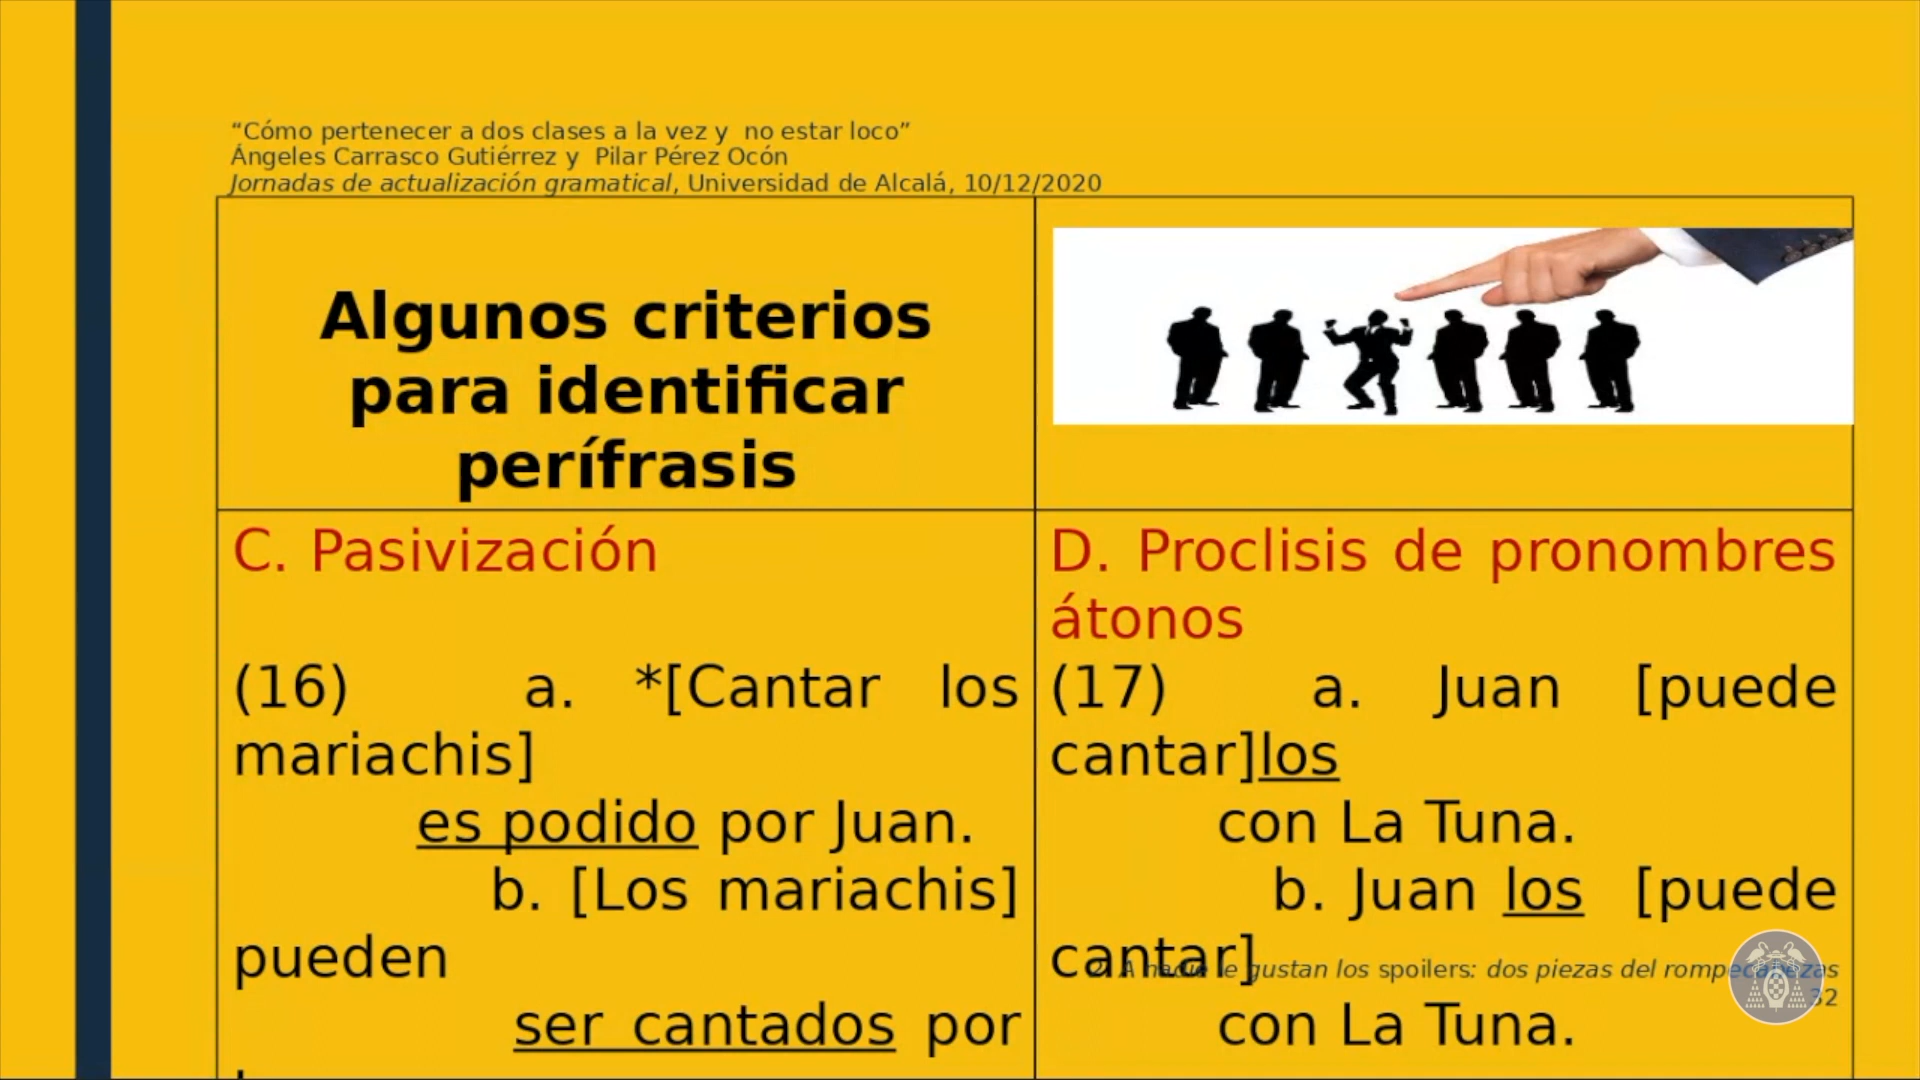 “Cómo pertenecer a dos clases a la vez y no estar loco”
Ángeles Carrasco Gutiérrez y Pilar Pérez Ocón
Jornadas de actualización gramatical, Universidad de Alcalá, 10/12/2020
Algunos criterios
para identificar
perífrasis
C. Pasivización
(16) a. *[Cantar los
mariachis]
es podido por Juan.
b. [Los mariachis]
pueden
ser cantados por
D. Proclisis de pronombres
átonos
(17) a. Juan [puede
cantar]los
con La Tuna.
b. Juan los [puede
cantar]
con La Tuna.
A nadie le gustan los spoilers: dos piezas del rompecabezas
32